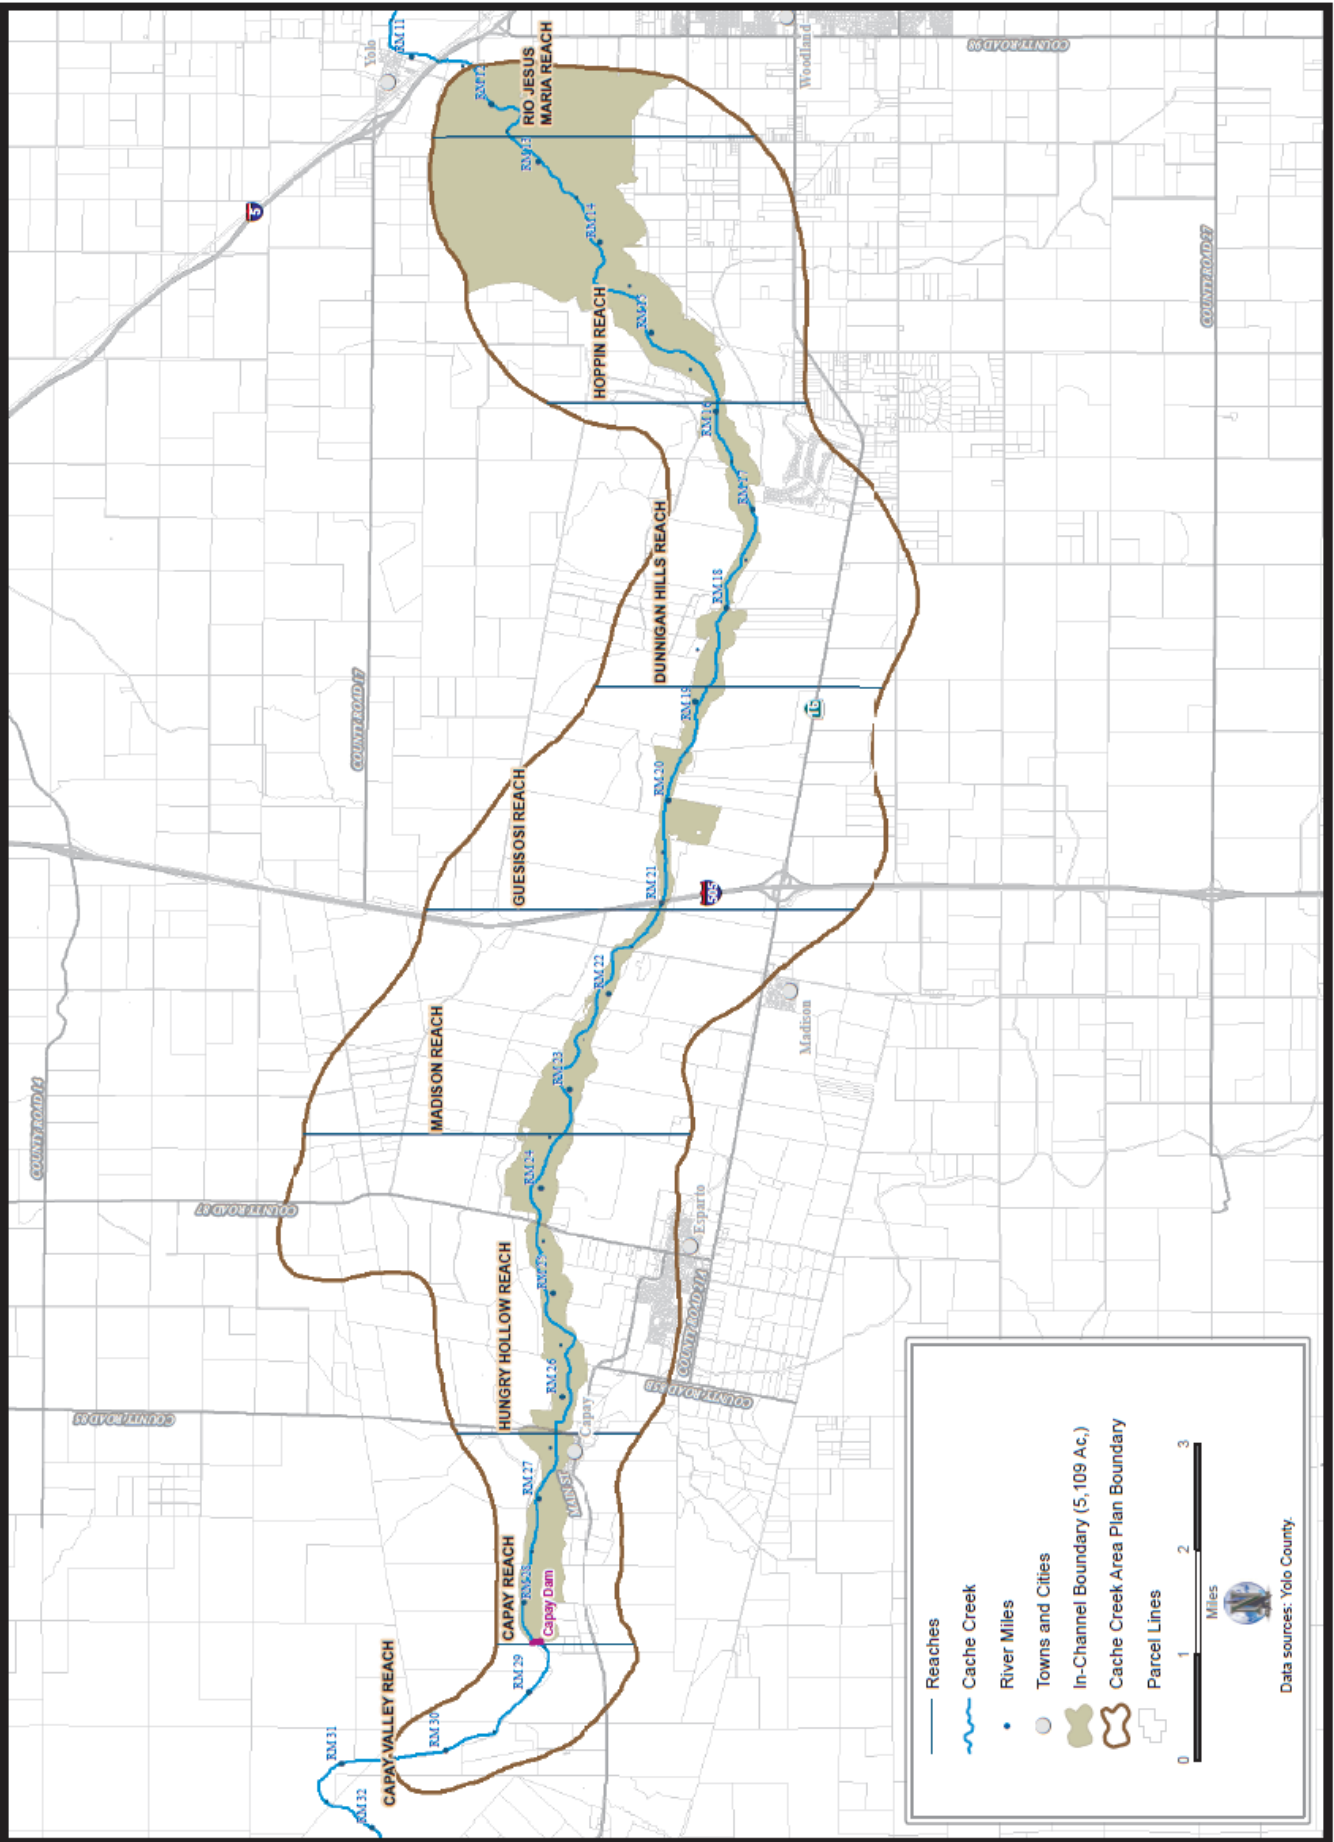 CAPAY VALLEY REACH
CAPAY REACH
HUNGRY HOLLOW REACH
MADISON REACH
GUESISOSI REACH
DUNNIGAN HILLS REACH
HOPPIN REACH
RIO JESUS
MARIA REACH
RM 32
RM 31
RM 30
RM 29
RM 28
RM 27
RM 26
RM 25
RM 24
RM 23
RM 22
RM 21
RM 20
RM 19
RM 18
RM 17
RM 16
RM 15
RM 14
RM 13
RM 12
RM 11
Capay Dam
Capay
MAIN ST
Esparto
Madison
Woodland
Yolo
COUNTY ROAD 85
COUNTY ROAD 14
COUNTY ROAD 87
COUNTY ROAD 17
COUNTY ROAD 85B
COUNTY ROAD 21A
COUNTY ROAD 27
COUNTY ROAD 98
5
505
16
Reaches
Cache Creek
River Miles
Towns and Cities
In-Channel Boundary (5,109 Ac.)
Cache Creek Area Plan Boundary
Parcel Lines
0 1 2 3
Miles
N
Data sources: Yolo County.